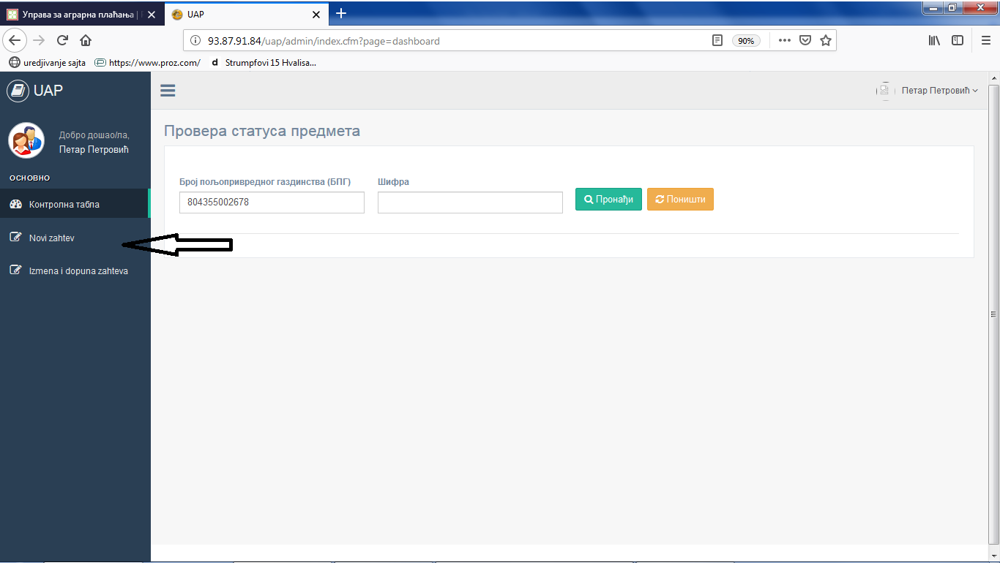 Управа за аграрна плаћања |
UAP
93.87.91.84/uap/admin/index.cfm?page=dashboard
90%
uredjivanje sajta
https://www.proz.com/
d Strumpfovi 15 Hvalisa...
UAP
Петар Петровић
Добро дошао/ла,
Петар Петровић
ОСНОВНО
Контролна табла
Novi zahtev
Izmena i dopuna zahteva
Провера статуса предмета
Број пољопривредног газдинства (БПГ)
Шифра
804355002678
Пронађи
Поништи